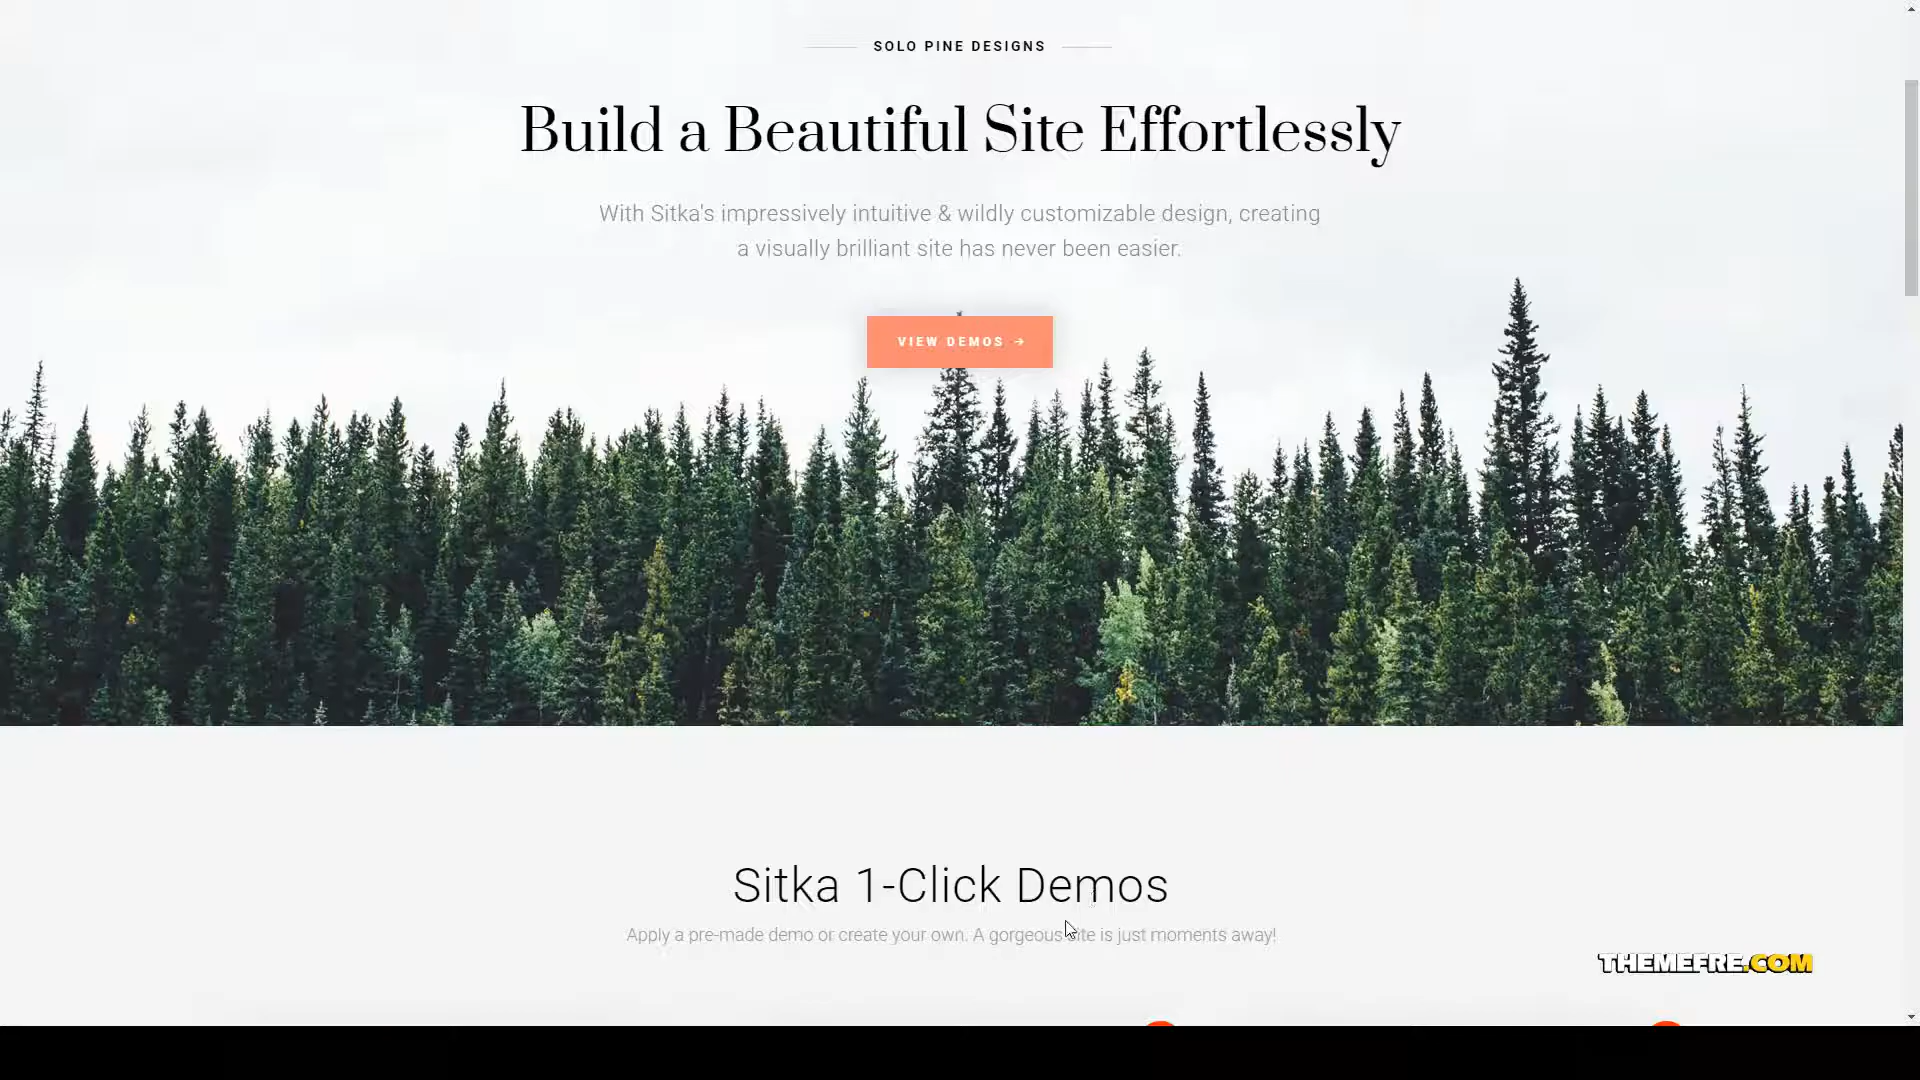 SOLO PINE DESIGNS
Build a Beautiful Site Effortlessly
With Sitka's impressively intuitive & wildly customizable design, creating
a visually brilliant site has never been easier.
VIEW DEMOS →
Sitka 1-Click Demos
Apply a pre-made demo or create your own. A gorgeous site is just moments away!
THEMEFRE.COM